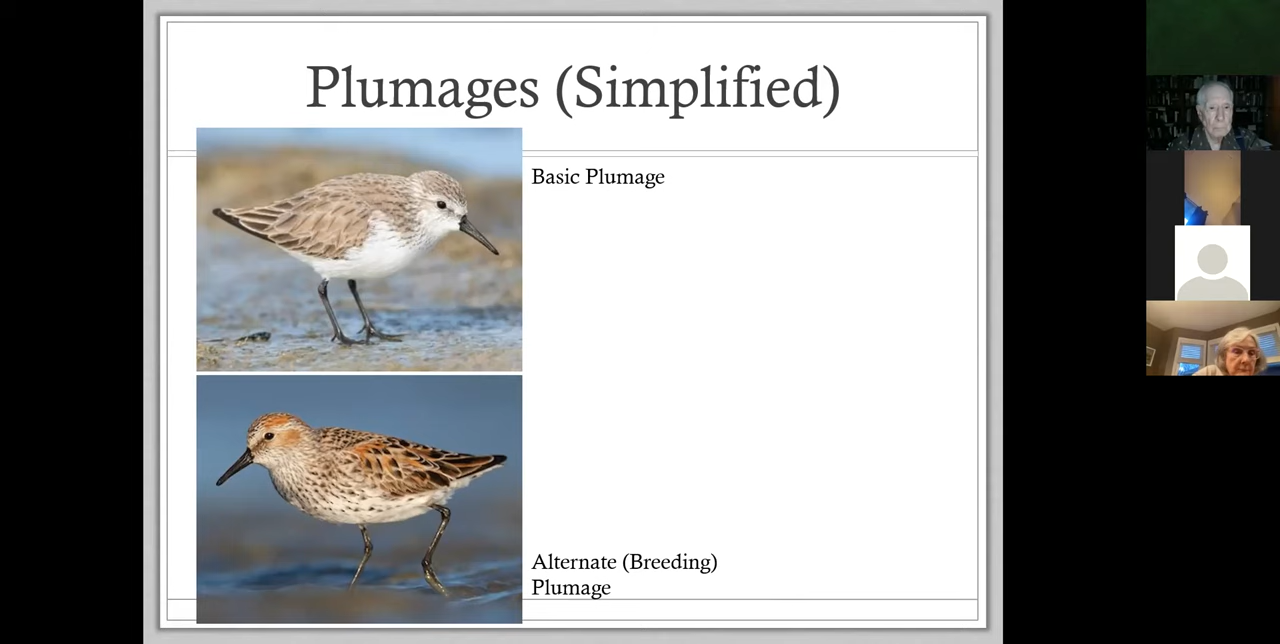 Plumages (Simplified)
Basic Plumage
Alternate (Breeding)
Plumage